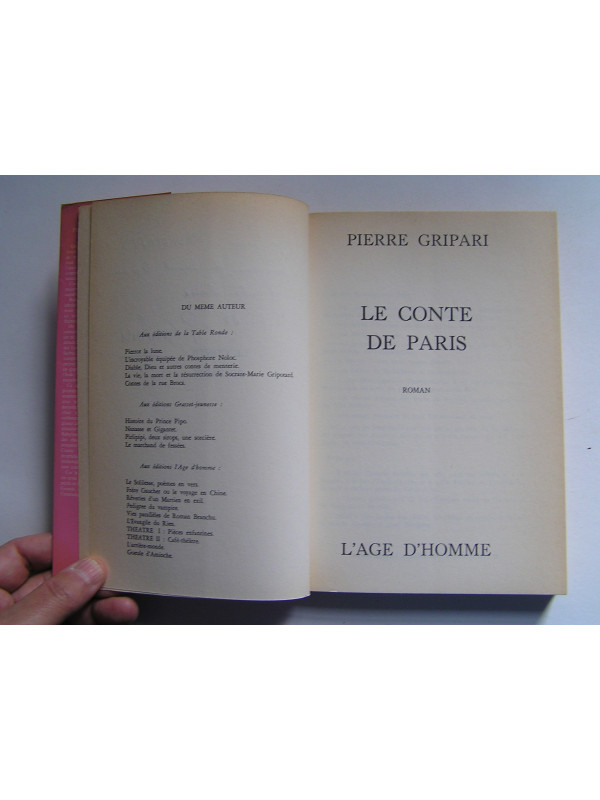 DU MEME AUTEUR
Aux éditions de la Table Ronde :
Pierrot la lune.
L'incroyable équipée de Phosphore Noloc.
Diable, Dieu et autres contes de menterie.
La vie, la mort et la résurrection de Socrate-Marie Gripotard.
Contes de la rue Broca.
Aux éditions Grasset-jeunesse :
Histoire du Prince Pipo.
Nanasse et Gigantet.
Pirlipipi, deux sirops, une sorcière.
Le marchand de fessées.
Aux éditions l'Age d'homme :
Le Solilesse, poèmes en vers.
Frère Gaucher ou le voyage en Chine.
Rêveries d'un Martien en exil.
Pedigree du vampire.
Vies parallèles de Roman Branchu.
L'Evangile du Rien.
THEATRE I : Pièces enfantines.
THEATRE II : Café-théâtre.
L'arrière-monde.
Gueule d'Aminche.
PIERRE GRIPARI
LE CONTE
DE PARIS
ROMAN
L'AGE D'HOMME